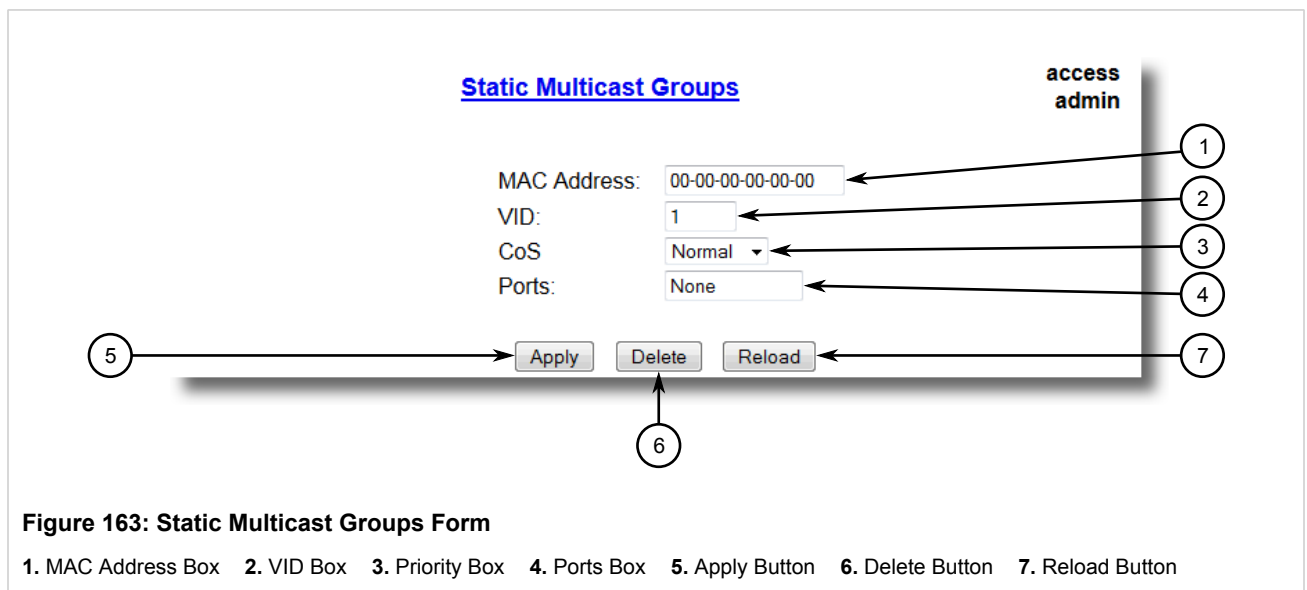 Static Multicast Groups
access
admin
1
MAC Address: 00-00-00-00-00-00
2
VID: 1
3
CoS Normal
4
Ports: None
5
Apply Delete Reload
7
6
Figure 163: Static Multicast Groups Form
1. MAC Address Box 2. VID Box 3. Priority Box 4. Ports Box 5. Apply Button 6. Delete Button 7. Reload Button